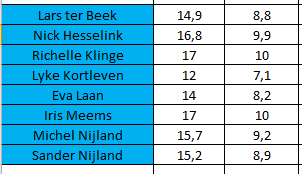 Lars ter Beek 14,9 8,8
Nick Hesselink 16,8 9,9
Richelle Klinge 17 10
Lyke Kortleven 12 7,1
Eva Laan 14 8,2
Iris Meems 17 10
Michel Nijland 15,7 9,2
Sander Nijland 15,2 8,9